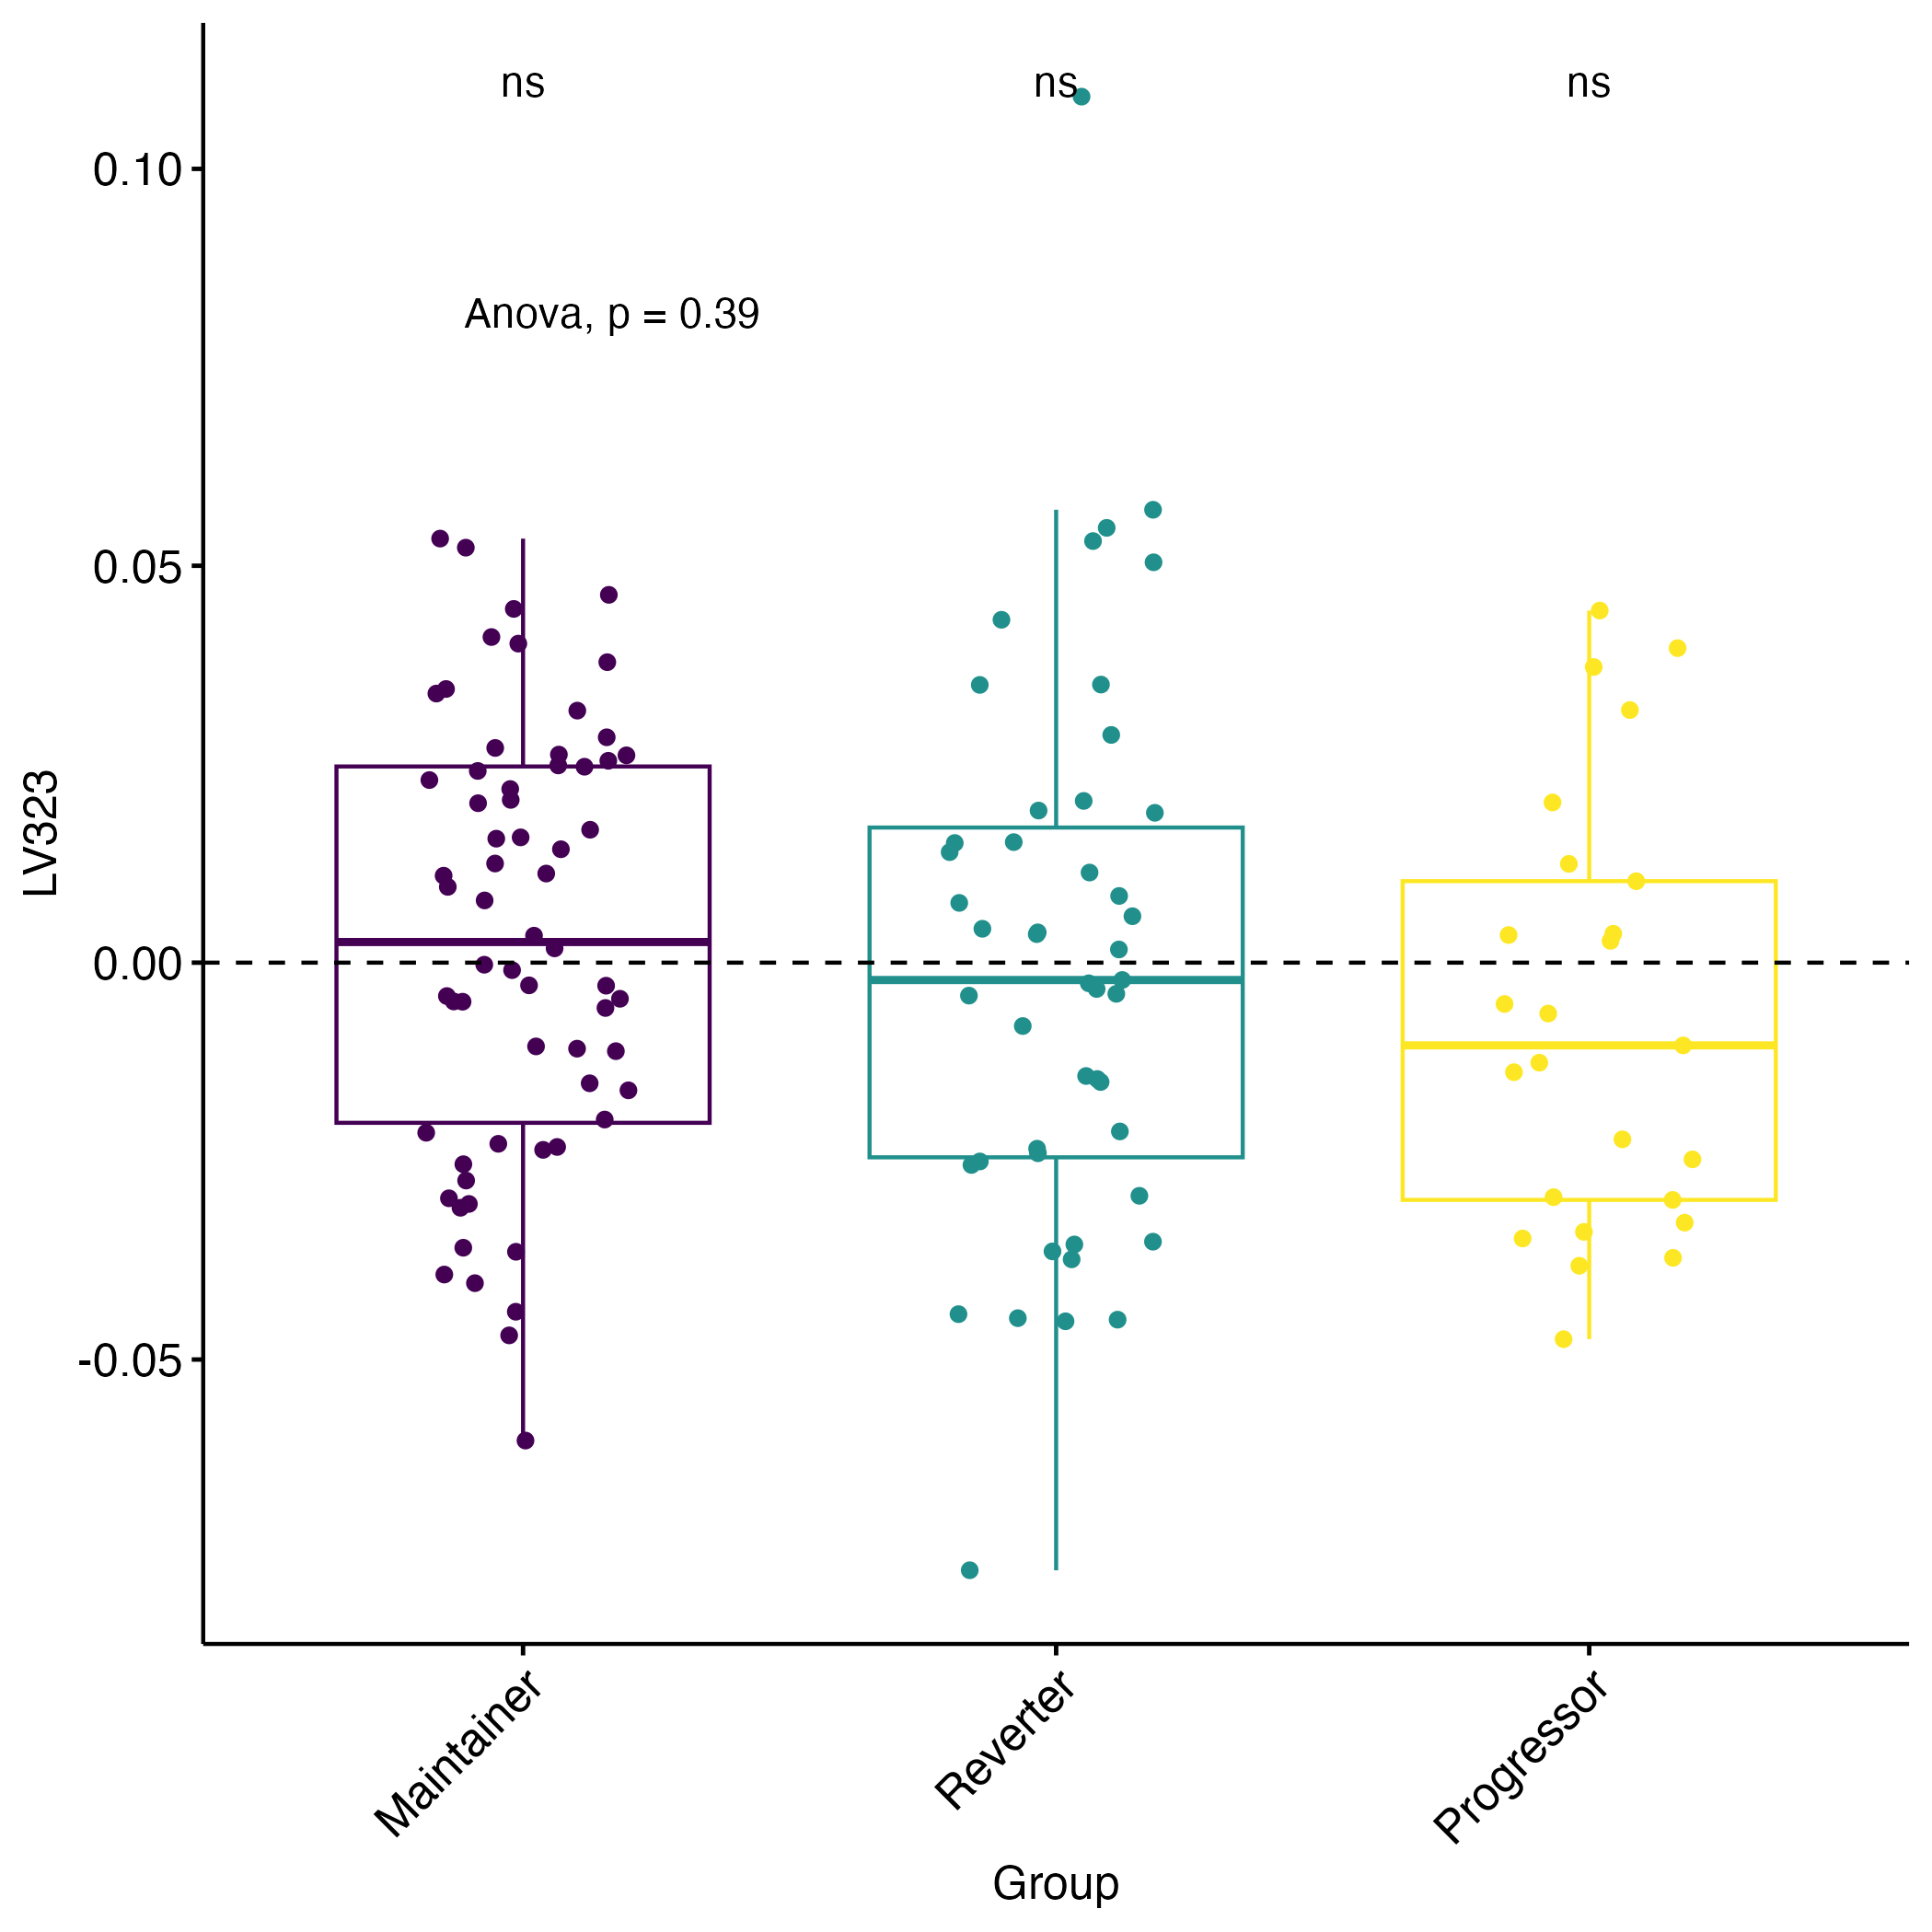 ns ns ns
0.10
Anova, p = 0.39
0.05
LV323
0.00
-0.05
Maintainer Reverter Progressor
Group